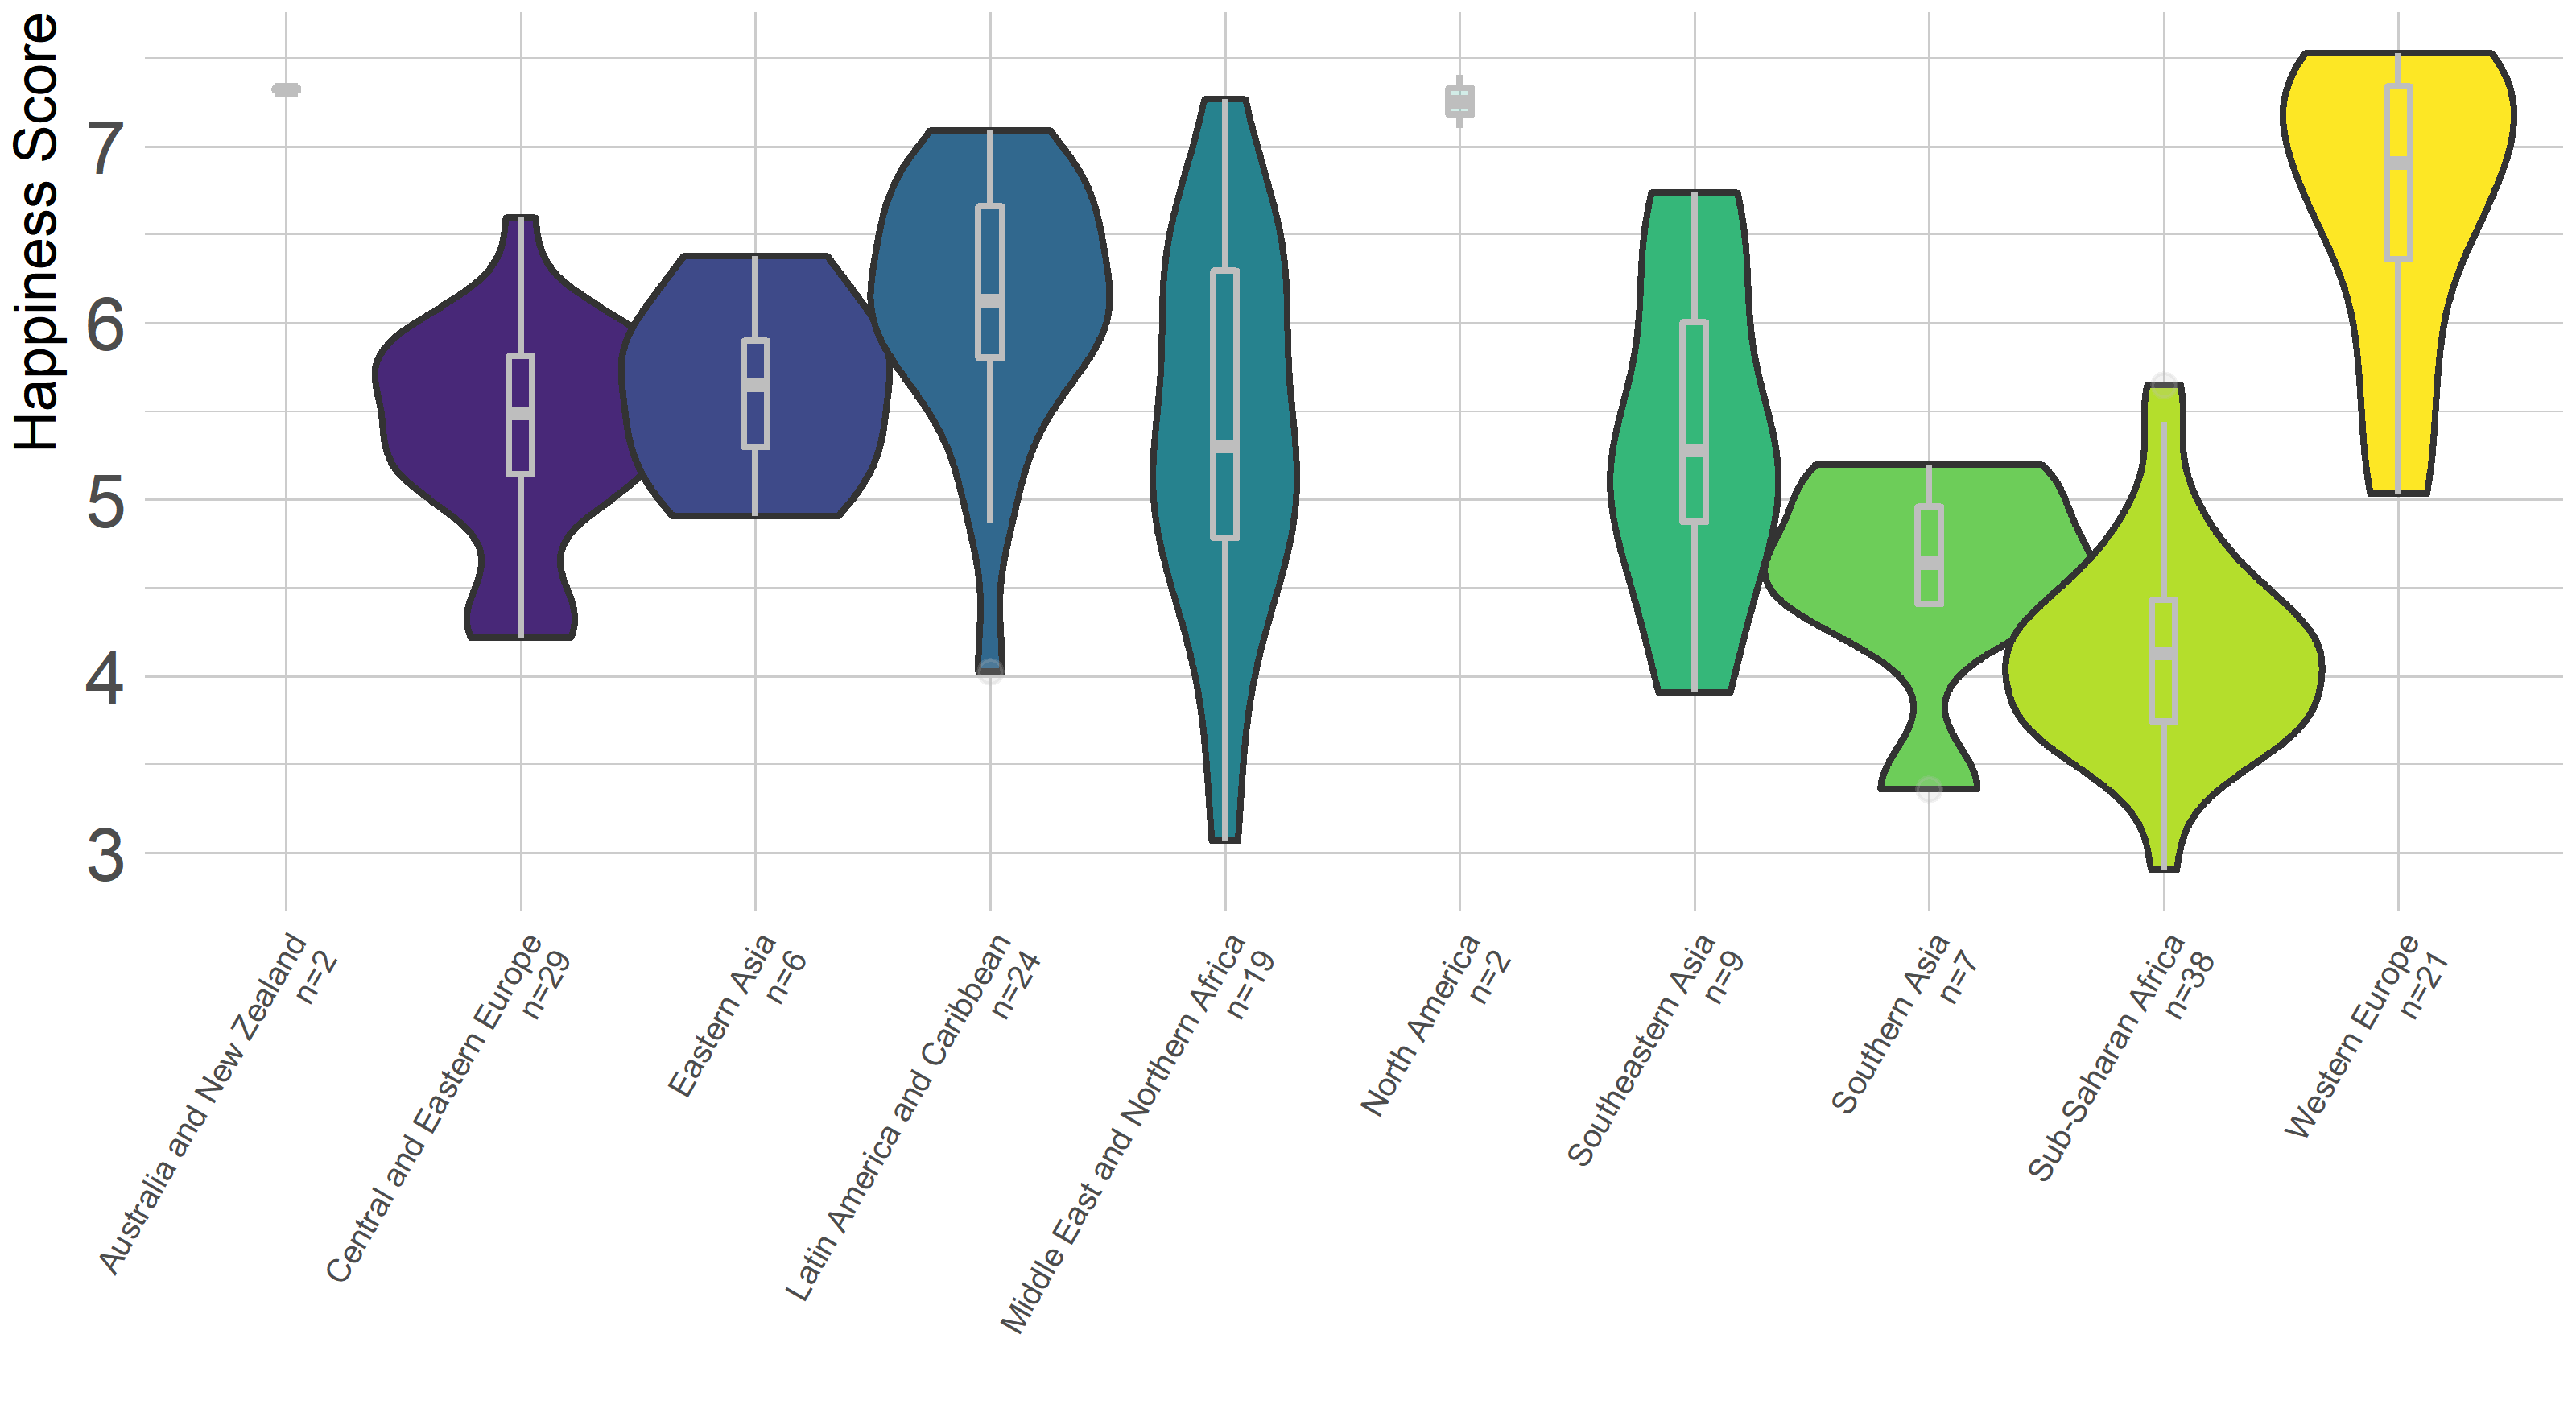 Happiness Score
7
6
5
4
3
Australia and New Zealand
n=2
Central and Eastern Europe
n=29
Eastern Asia
n=6
Latin America and Caribbean
n=24
Middle East and Northern Africa
n=19
North America
n=2
Southeastern Asia
n=9
Southern Asia
n=7
Sub-Saharan Africa
n=38
Western Europe
n=21